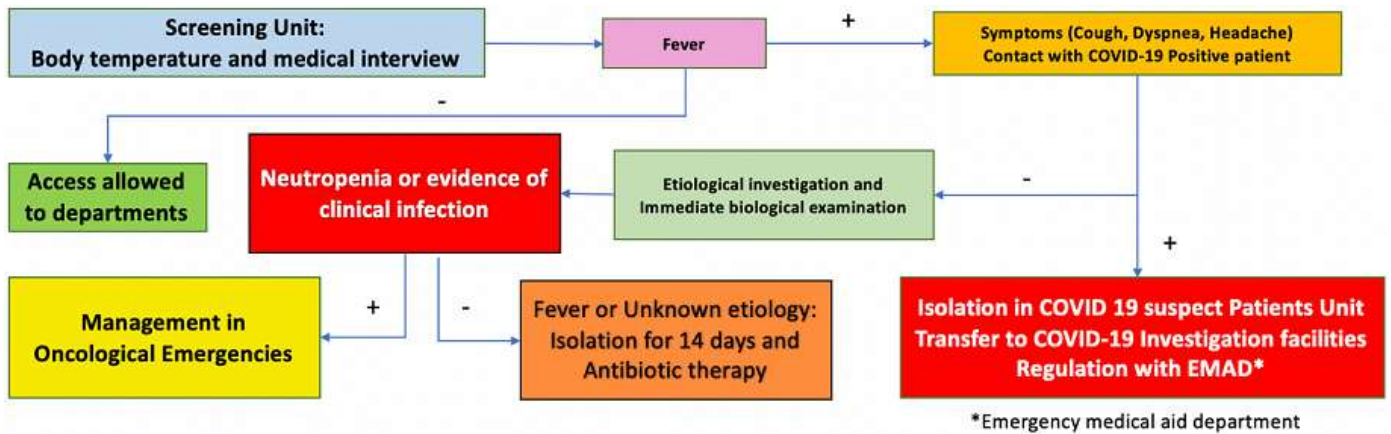 Screening Unit:
Body temperature and medical interview
Fever
+
Symptoms (Cough, Dyspnea, Headache)
Contact with COVID-19 Positive patient
-
Access allowed
to departments
Neutropenia or evidence of
clinical infection
Etiological investigation and
Immediate biological examination
-
+
Management in
Oncological Emergencies
+
-
Fever or Unknown etiology:
Isolation for 14 days and
Antibiotic therapy
Isolation in COVID 19 suspect Patients Unit
Transfer to COVID-19 Investigation facilities
Regulation with EMAD*
*Emergency medical aid department